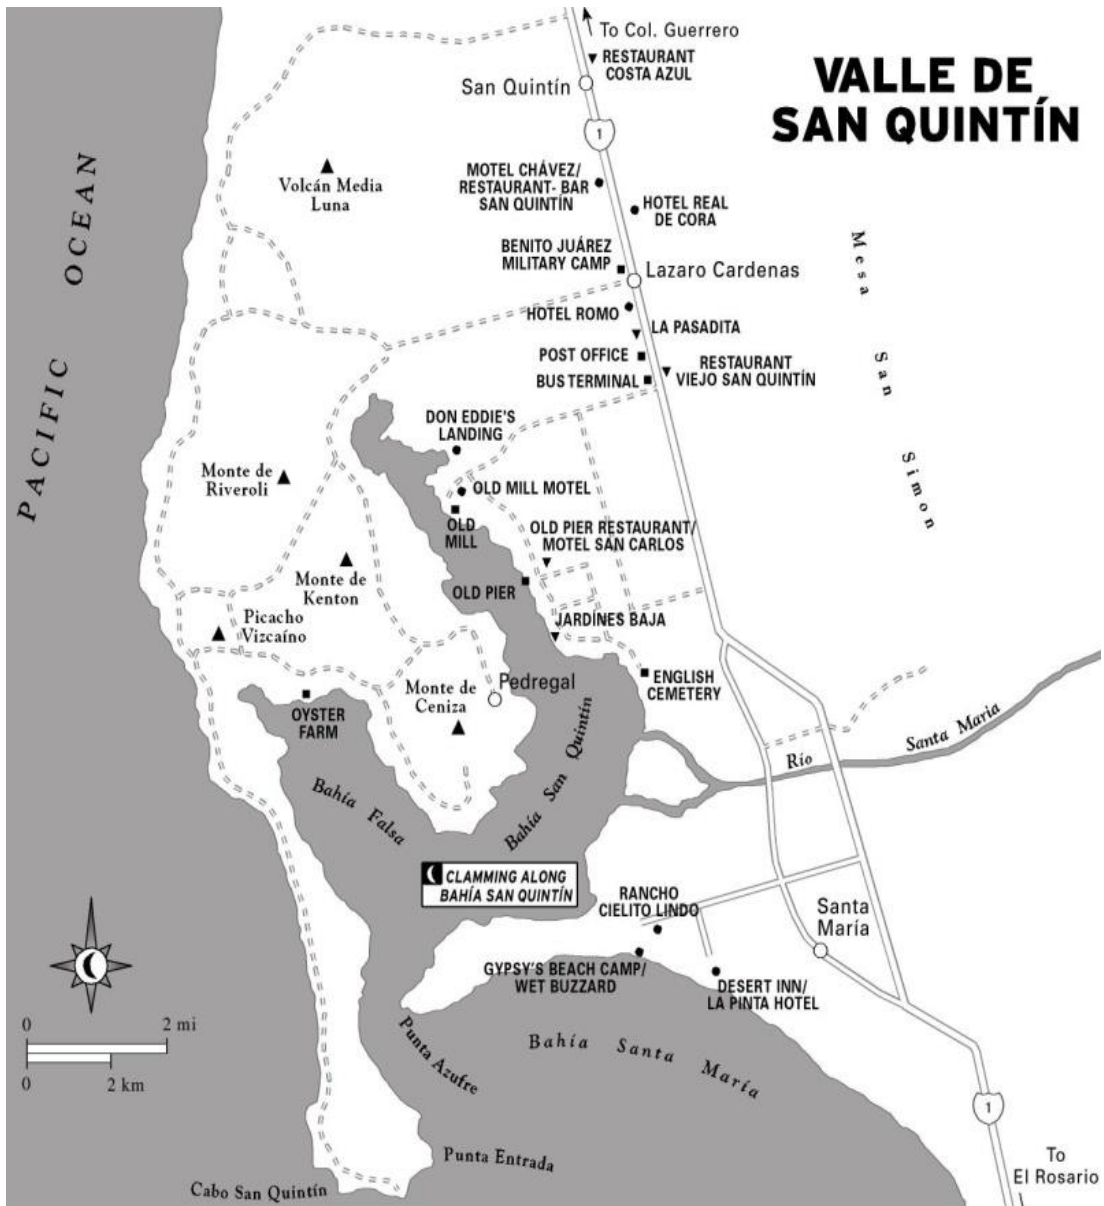 To Col. Guerrero
RESTAURANT
COSTA AZUL
VALLE DE
SAN QUINTÍN
San Quintín
1
PACIFIC OCEAN
Volcán Media
Luna
MOTEL CHÁVEZ/
RESTAURANT- BAR
SAN QUINTÍN
HOTEL REAL
DE CORA
BENITO JUÁREZ
MILITARY CAMP
Lazaro Cardenas
Mesa San Simon
HOTEL ROMO
LA PASADITA
POST OFFICE
RESTAURANT
VIEJO SAN QUINTÍN
BUS TERMINAL
DON EDDIE'S
LANDING
Monte de
Riveroli
OLD MILL MOTEL
OLD
MILL
OLD PIER RESTAURANT/
MOTEL SAN CARLOS
Monte de
Kenton
OLD PIER
Picacho
Vizcaíno
JARDINES BAJA
Monte de
Ceniza
Pedregal
ENGLISH
CEMETERY
OYSTER
FARM
Bahía San Quintín
Río Santa Maria
Bahía Falsa
CLAMMING ALONG
BAHÍA SAN QUINTÍN
RANCHO
CIELITO LINDO
Santa
María
GYPSY'S BEACH CAMP/
WET BUZZARD
DESERT INN/
LA PINTA HOTEL
0 2 mi
0 2 km
Punta Azufre
Bahía Santa María
1
Punta Entrada
To
El Rosario
Cabo San Quintín